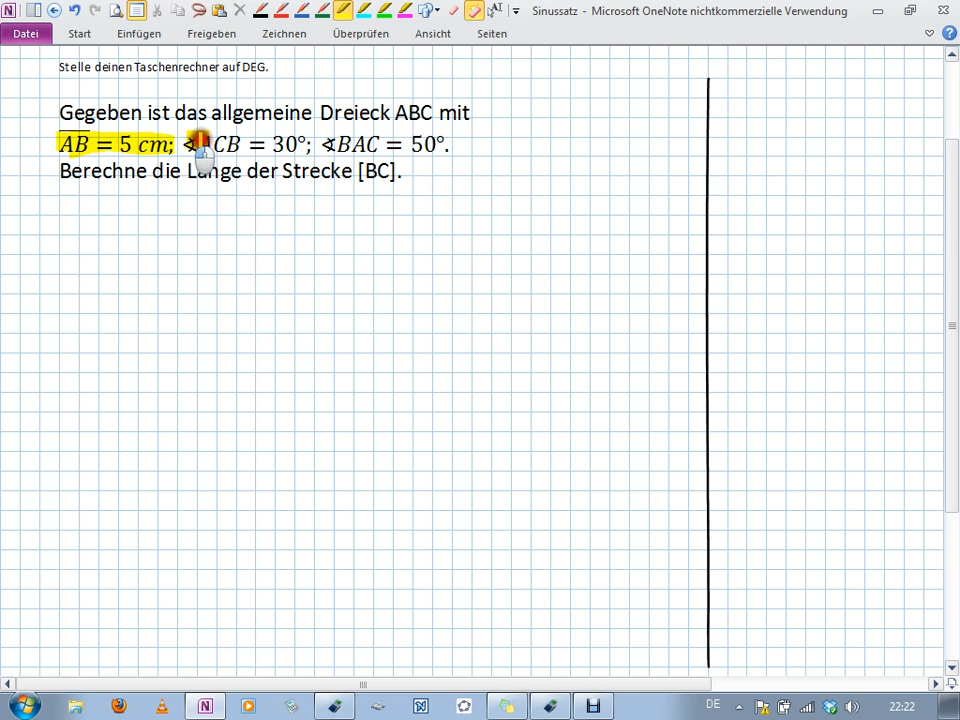 Sinussatz - Microsoft OneNote nichtkommerzielle Verwendung
Datei Start Einfügen Freigeben Zeichnen Überprüfen Ansicht Seiten
Stelle deinen Taschenrechner auf DEG.
Gegeben ist das allgemeine Dreieck ABC mit
AB = 5 cm; ∢ CB = 30°; ∢BAC = 50°.
Berechne die Länge der Strecke [BC].
DE 22:22